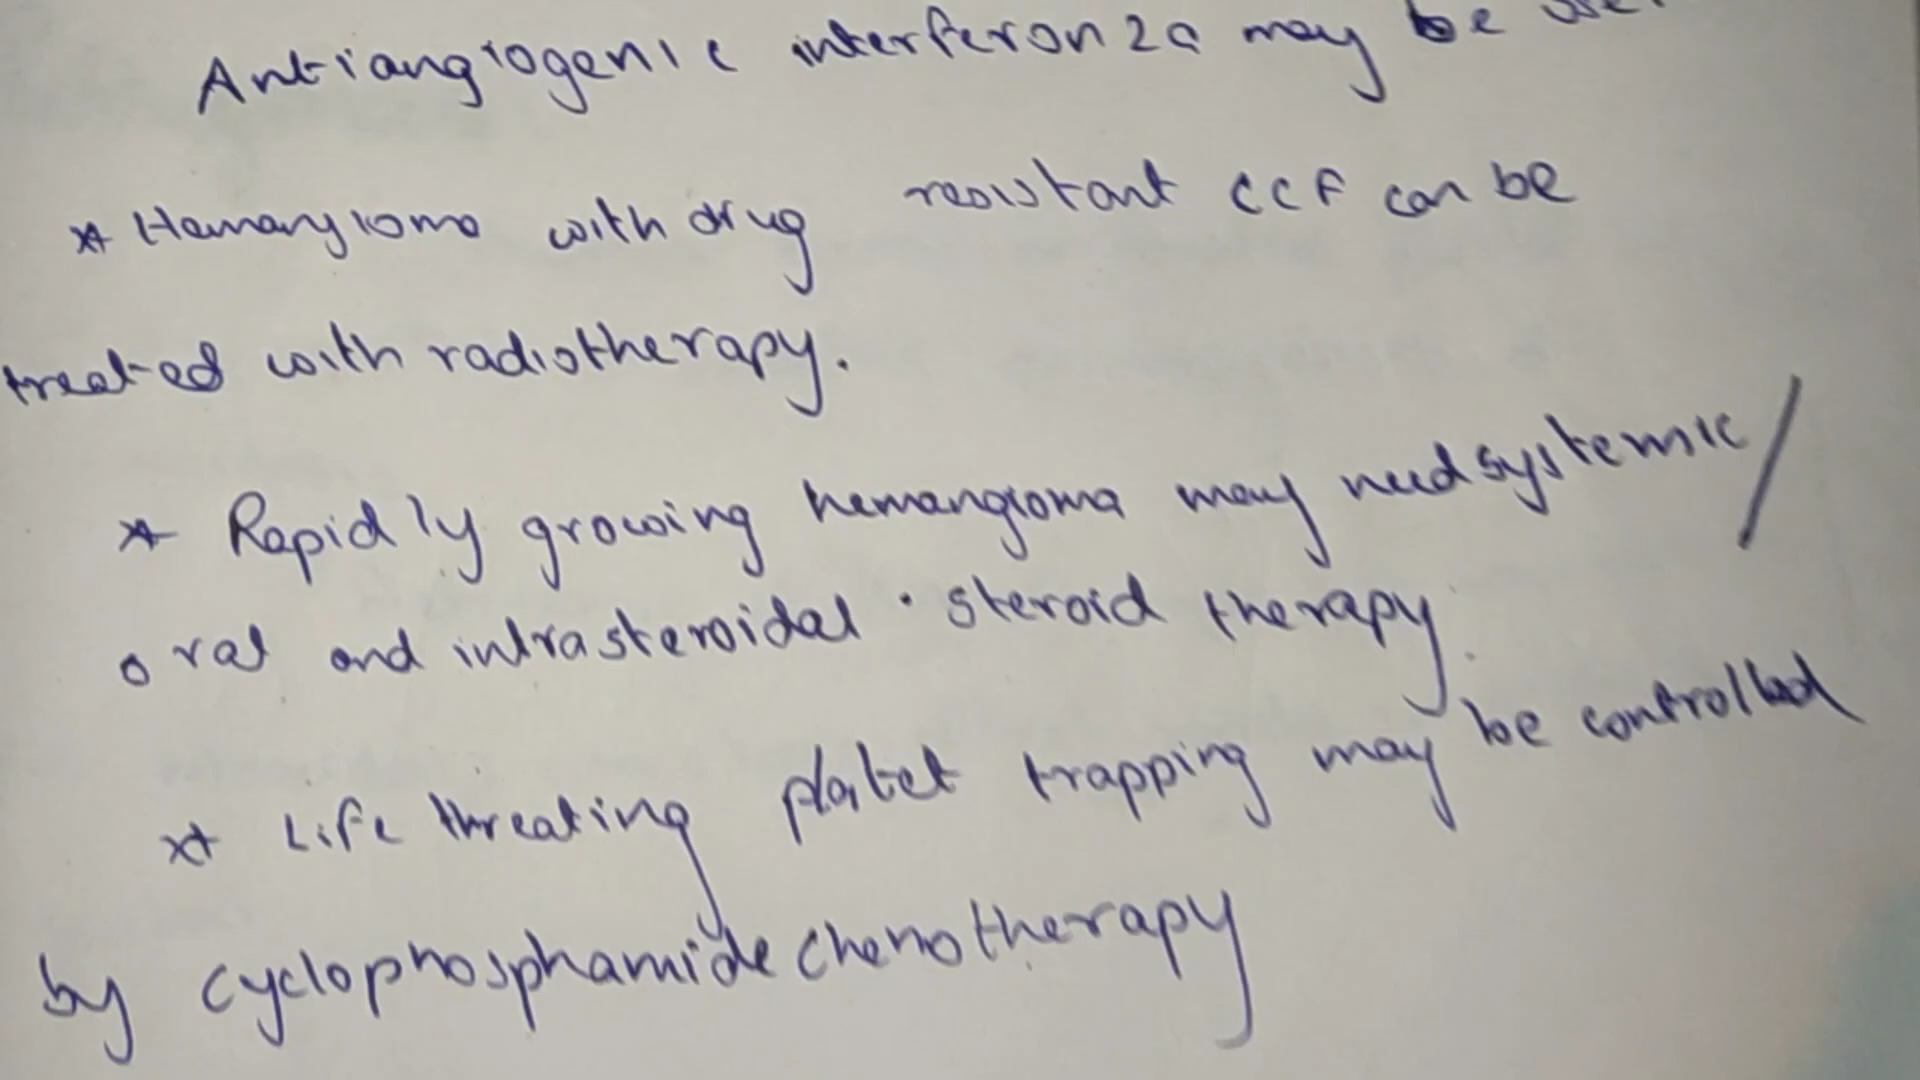 Antiangiogenic interferon 2a may be
* Hemangioma with drug resistant CCF can be
treated with radiotherapy.
* Rapidly growing hemangioma may need systemic/
oral and intrasteroidal . steroid therapy.
* Life threating platet trapping may be controlled
by cyclophosphamide chemotherapy